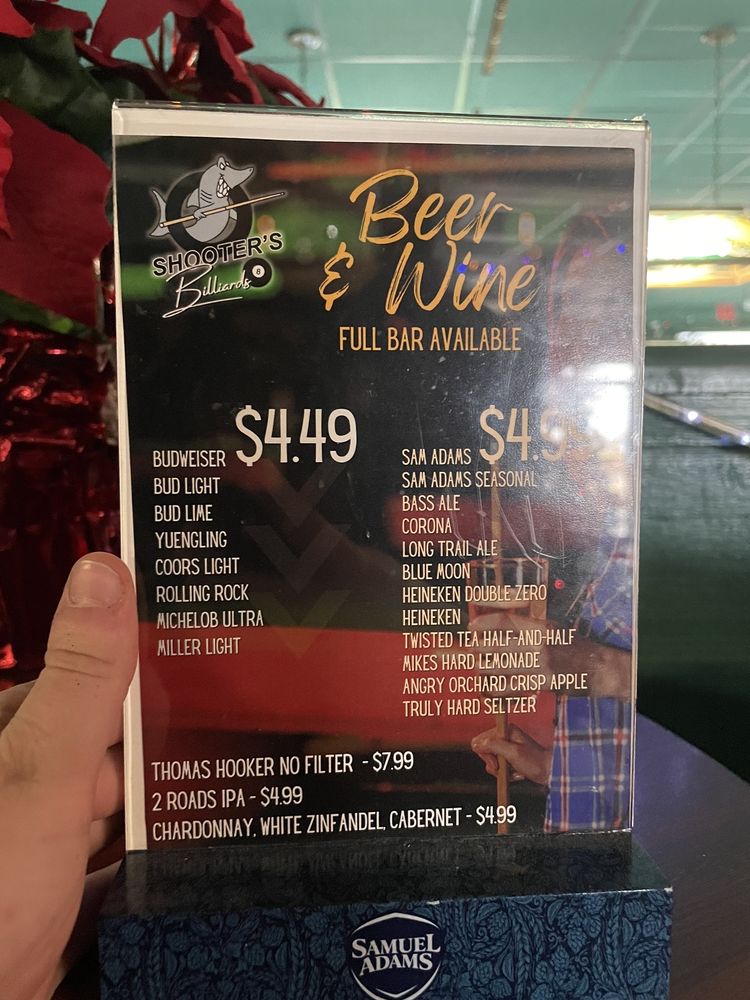 SHOOTER'S
Billiards 8
Beer
& Wine
FULL BAR AVAILABLE
$4.49
BUDWEISER
BUD LIGHT
BUD LIME
YUENGLING
COORS LIGHT
ROLLING ROCK
MICHELOB ULTRA
MILLER LIGHT
SAM ADAMS
SAM ADAMS SEASONAL
BASS ALE
CORONA
LONG TRAIL ALE
BLUE MOON
HEINEKEN DOUBLE ZERO
HEINEKEN
TWISTED TEA HALF-AND-HALF
MIKES HARD LEMONADE
ANGRY ORCHARD CRISP APPLE
TRULY HARD SELTZER
THOMAS HOOKER NO FILTER - $7.99
2 ROADS IPA - $4.99
CHARDONNAY, WHITE ZINFANDEL, CABERNET - $4.99
SAMUEL
ADAMS